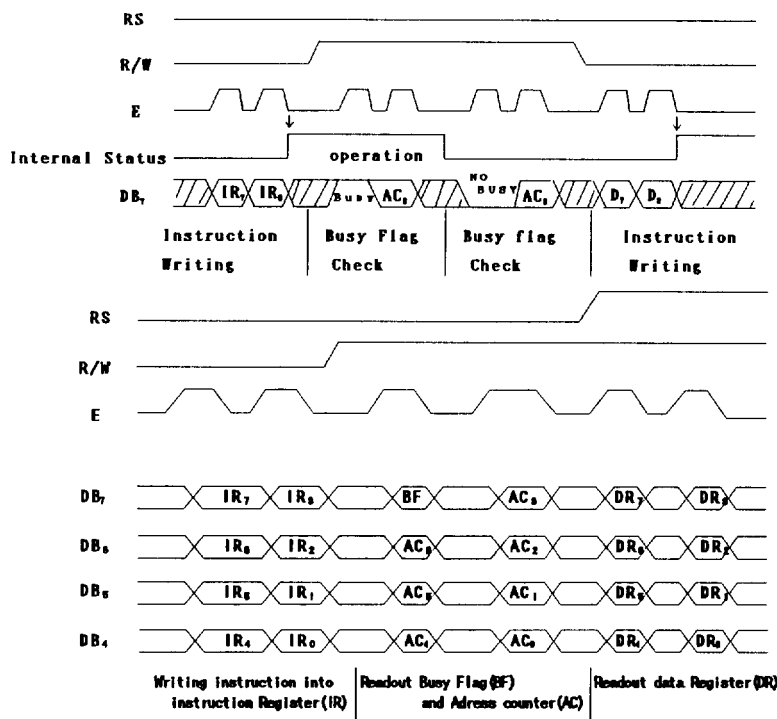 RS
R/W
E
Internal Status operation
DB₇ IR₇ IR₃ BUSY AC₃ NO BUSY AC₃ D₇ D₃
Instruction Writing
Busy Flag Check
Busy flag Check
Instruction Writing
RS
R/W
E
DB₇ IR₇ IR₃ BF AC₃ DR₇ DR₃
DB₆ IR₆ IR₂ AC₆ AC₂ DR₆ DR₂
DB₅ IR₅ IR₁ AC₅ AC₁ DR₅ DR₁
DB₄ IR₄ IR₀ AC₄ AC₀ DR₄ DR₀
Writing instruction into
instruction Register(IR)
Readout Busy Flag(BF)
and Adress counter(AC)
Readout data Register(DR)